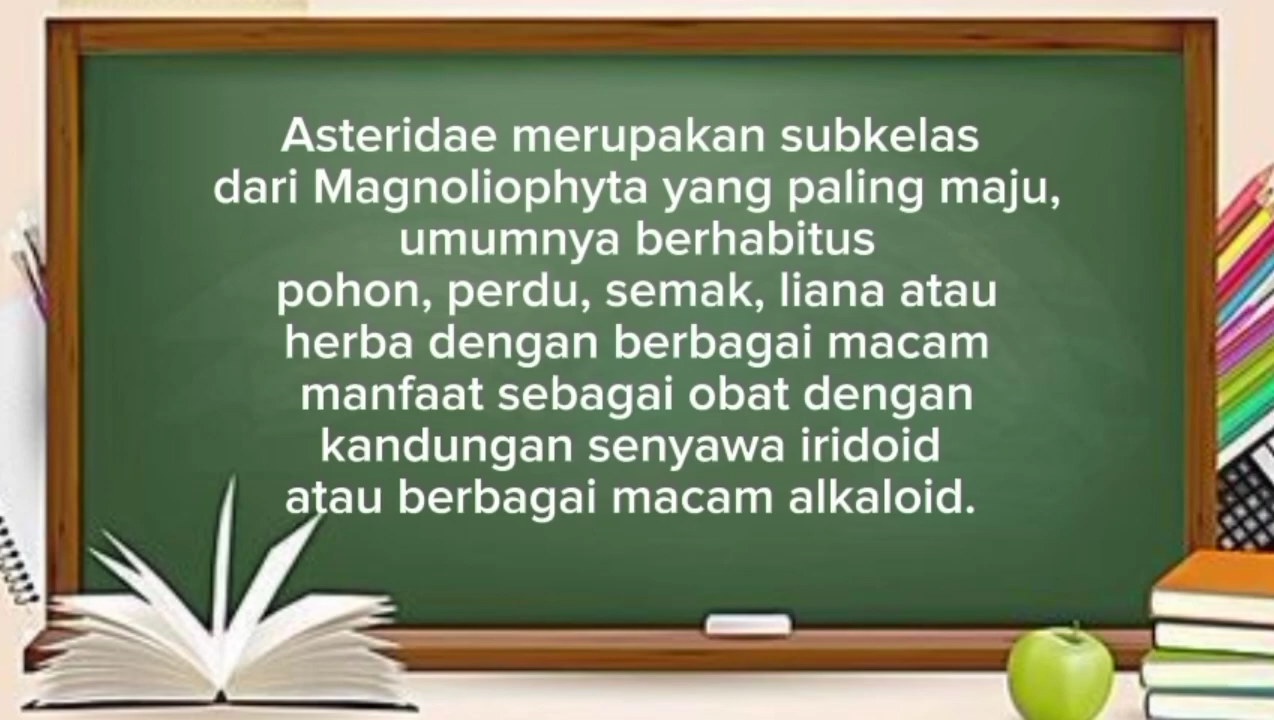 Asteridae merupakan subkelas
dari Magnoliophyta yang paling maju,
umumnya berhabitus
pohon, perdu, semak, liana atau
herba dengan berbagai macam
manfaat sebagai obat dengan
kandungan senyawa iridoid
atau berbagai macam alkaloid.